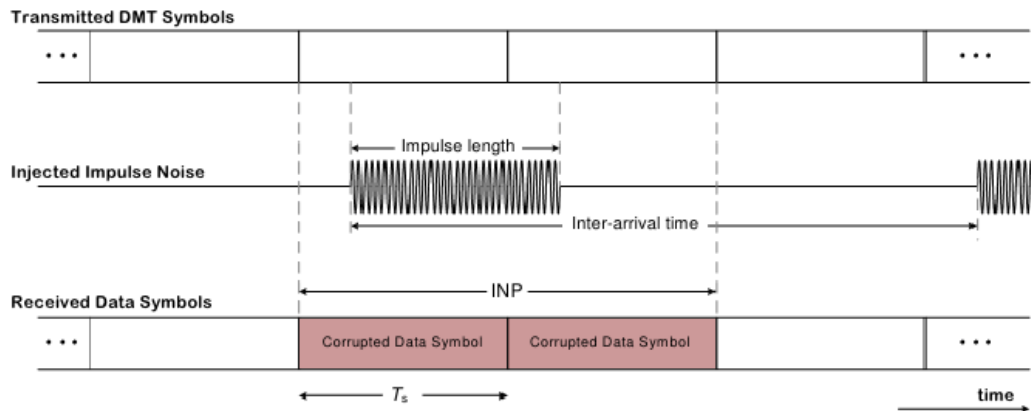 Transmitted DMT Symbols
••• •••
Impulse length
Injected Impulse Noise
Inter-arrival time
INP
Received Data Symbols
••• Corrupted Data Symbol Corrupted Data Symbol •••
Ts time